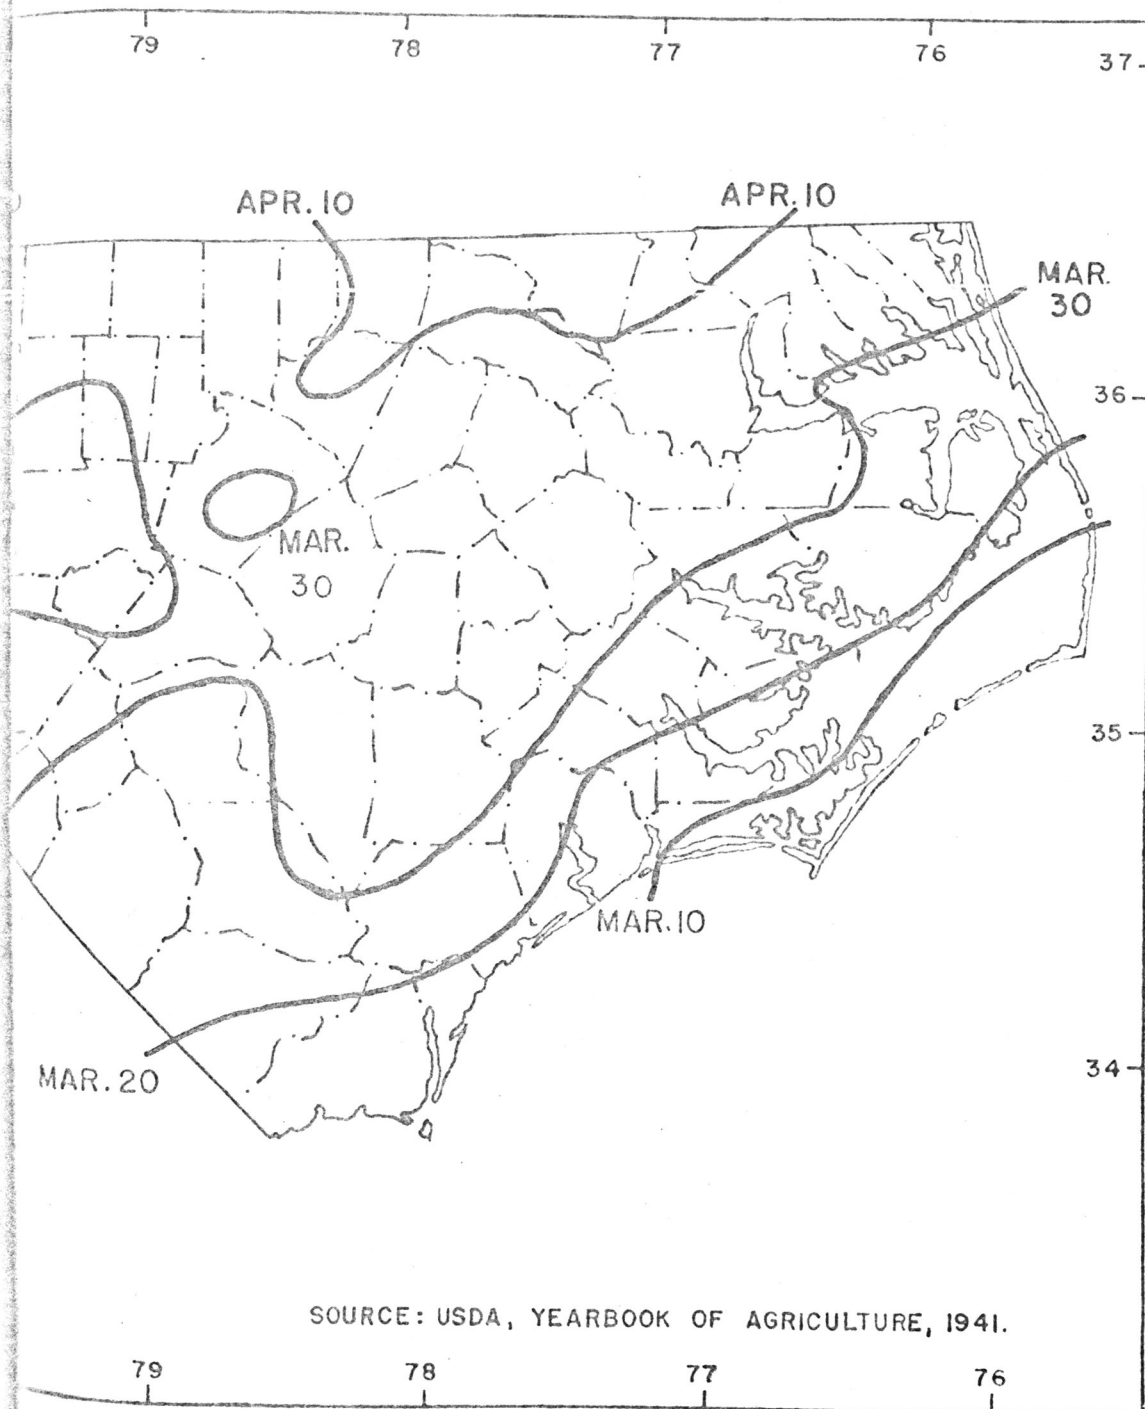 79 78 77 76
37
APR. 10 APR. 10
MAR.
30
36
MAR.
30
35
MAR. 10
34
MAR. 20
SOURCE: USDA, YEARBOOK OF AGRICULTURE, 1941.
79 78 77 76